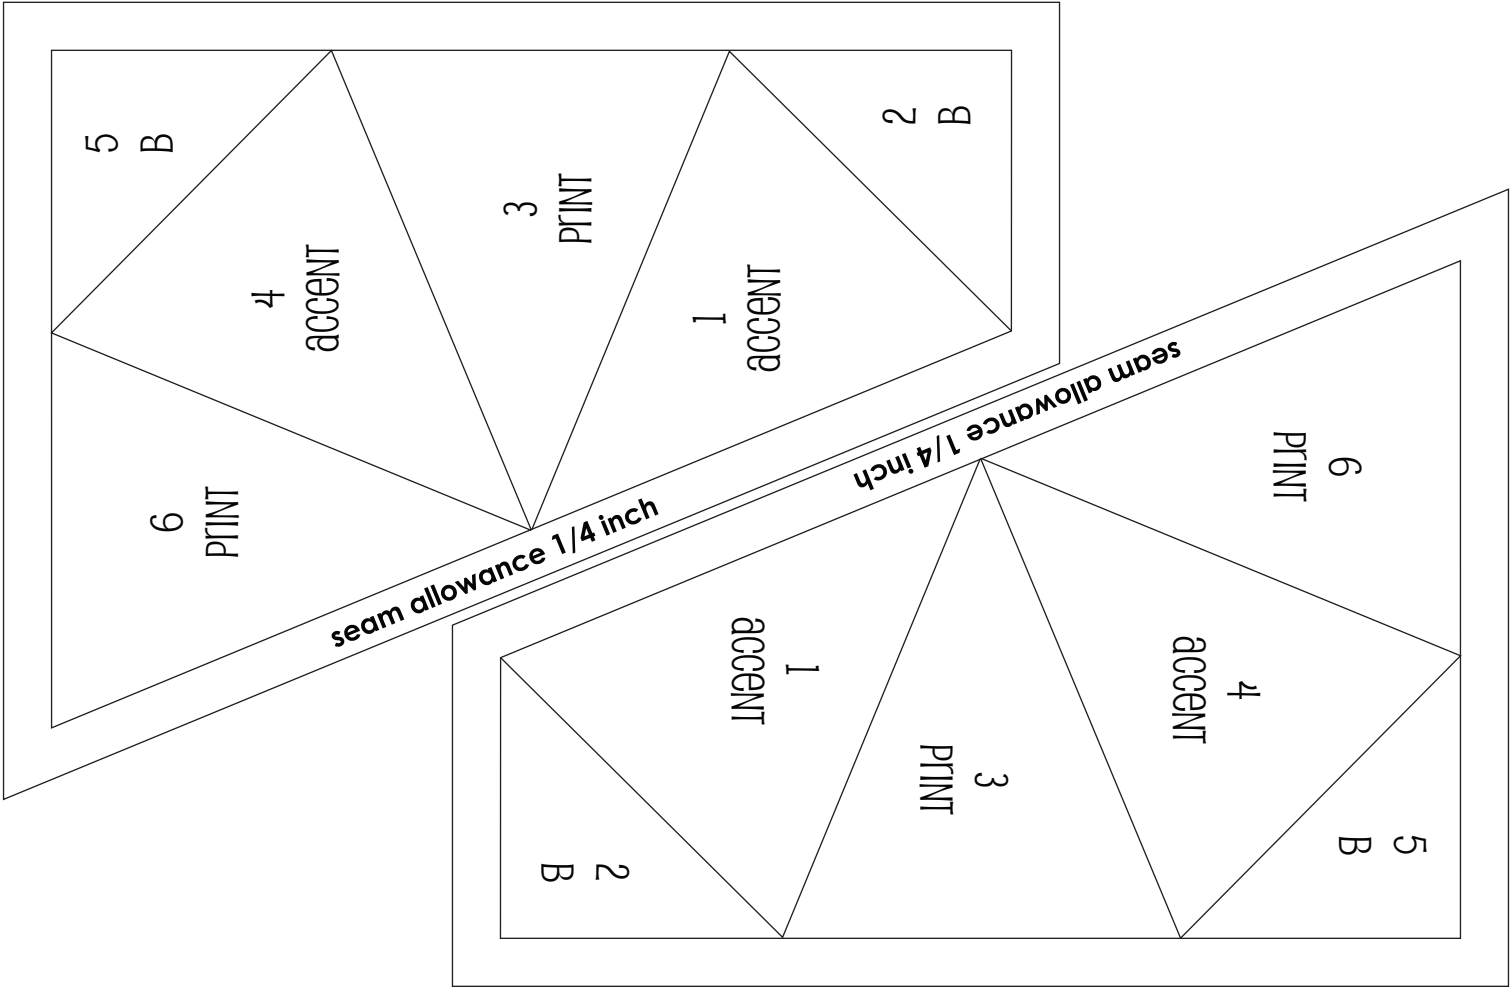 5
B
4
accent
3
print
1
accent
2
B
6
print
seam allowance 1/4 inch
seam allowance 1/4 inch
1
accent
2
B
3
print
4
accent
5
B
6
print